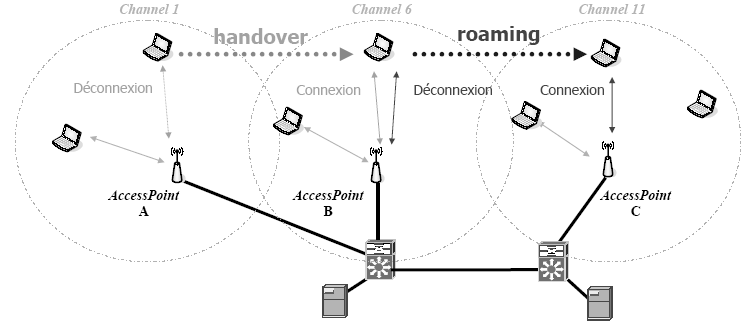 Channel 1
Channel 6
Channel 11
handover
roaming
Déconnexion
Connexion
Déconnexion
Connexion
AccessPoint
A
AccessPoint
B
AccessPoint
C